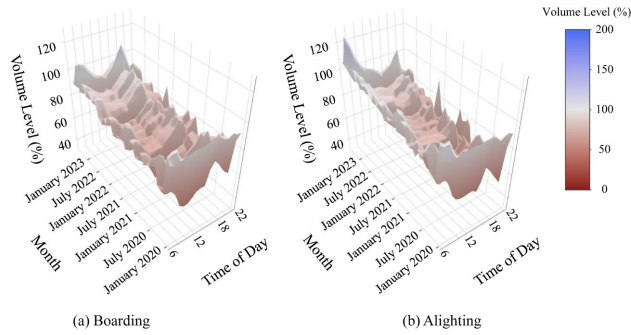 Volume Level (%)
200
150
100
50
0
120
100
80
60
40
Volume Level (%)
January 2023
July 2022
January 2022
July 2021
January 2021
July 2020
January 2020
Month
6
12
18
22
Time of Day
(a) Boarding
120
100
80
60
40
Volume Level (%)
January 2023
July 2022
January 2022
July 2021
January 2021
July 2020
January 2020
Month
6
12
18
22
Time of Day
(b) Alighting